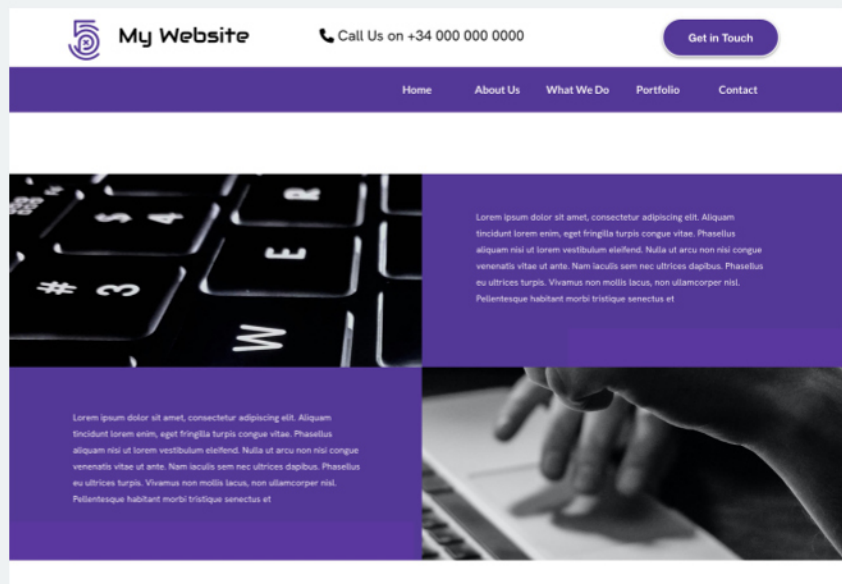 My Website
Call Us on +34 000 000 0000
Get in Touch
Home About Us What We Do Portfolio Contact
$ 4 R
# 3 E
W
Lorem ipsum dolor sit amet, consectetur adipiscing elit. Aliquam
tincidunt lorem enim, eget fringilla turpis congue vitae. Phasellus
aliquam nisi ut lorem vestibulum eleifend. Nulla ut arcu non nisi congue
venenatis vitae ut ante. Nam iaculis sem nec ultrices dapibus. Phasellus
eu ultrices turpis. Vivamus non mollis lacus, non ullamcorper nisl.
Pellentesque habitant morbi tristique senectus et
Lorem ipsum dolor sit amet, consectetur adipiscing elit. Aliquam
tincidunt lorem enim, eget fringilla turpis congue vitae. Phasellus
aliquam nisi ut lorem vestibulum eleifend. Nulla ut arcu non nisi congue
venenatis vitae ut ante. Nam iaculis sem nec ultrices dapibus. Phasellus
eu ultrices turpis. Vivamus non mollis lacus, non ullamcorper nisl.
Pellentesque habitant morbi tristique senectus et